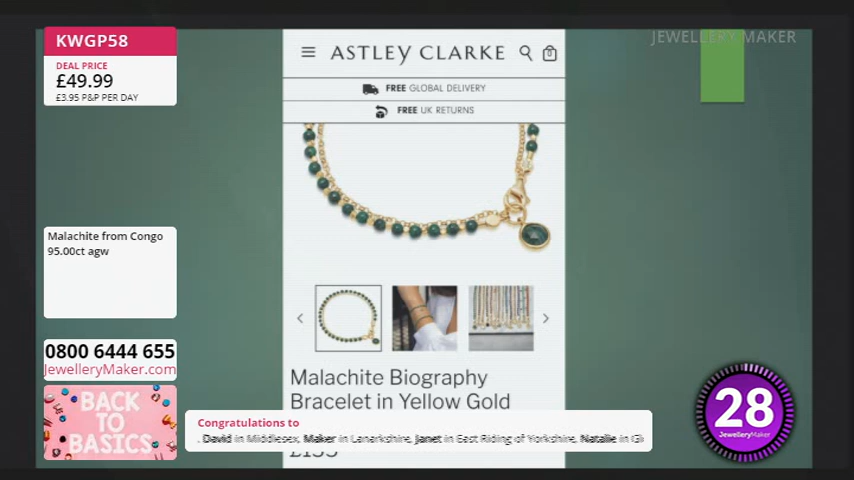 KWGP58
DEAL PRICE
£49.99
£3.95 P&P PER DAY
JEWELLERY MAKER
ASTLEY CLARKE
0
FREE GLOBAL DELIVERY
FREE UK RETURNS
Malachite from Congo
95.00ct agw
Malachite Biography
Bracelet in Yellow Gold
0800 6444 655
JewelleryMaker.com
BACK
TO
BASICS
Congratulations to
. David in Middlesex, Maker in Lanarkshire, Janet in East Riding of Yorkshire, Natalie in
28
JewelleryMaker